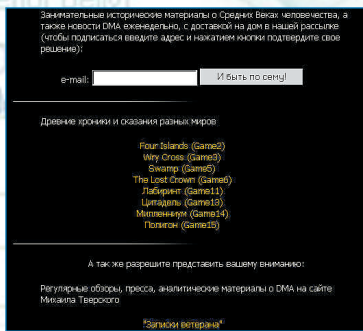 Занимательные исторические материалы о Средних Веках человечества, а
также новости DMA еженедельно, с доставкой на дом в нашей рассылке
(чтобы подписаться введите адрес и нажатием кнопки подтвердите свое
решение):
e-mail: И быть по сему!
Древние хроники и сказания разных миров
Four Islands (Game2)
Wry Cross (Game3)
Swamp (Game5)
The Lost Crown (Game6)
Лабиринт (Game11)
Цитадель (Game13)
Миллениум (Game14)
Полигон (Game15)
А так же разрешите представить вашему вниманию:
Регулярные обзоры, пресса, аналитические материалы о DMA на сайте
Михаила Тверского
"Записки ветерана"